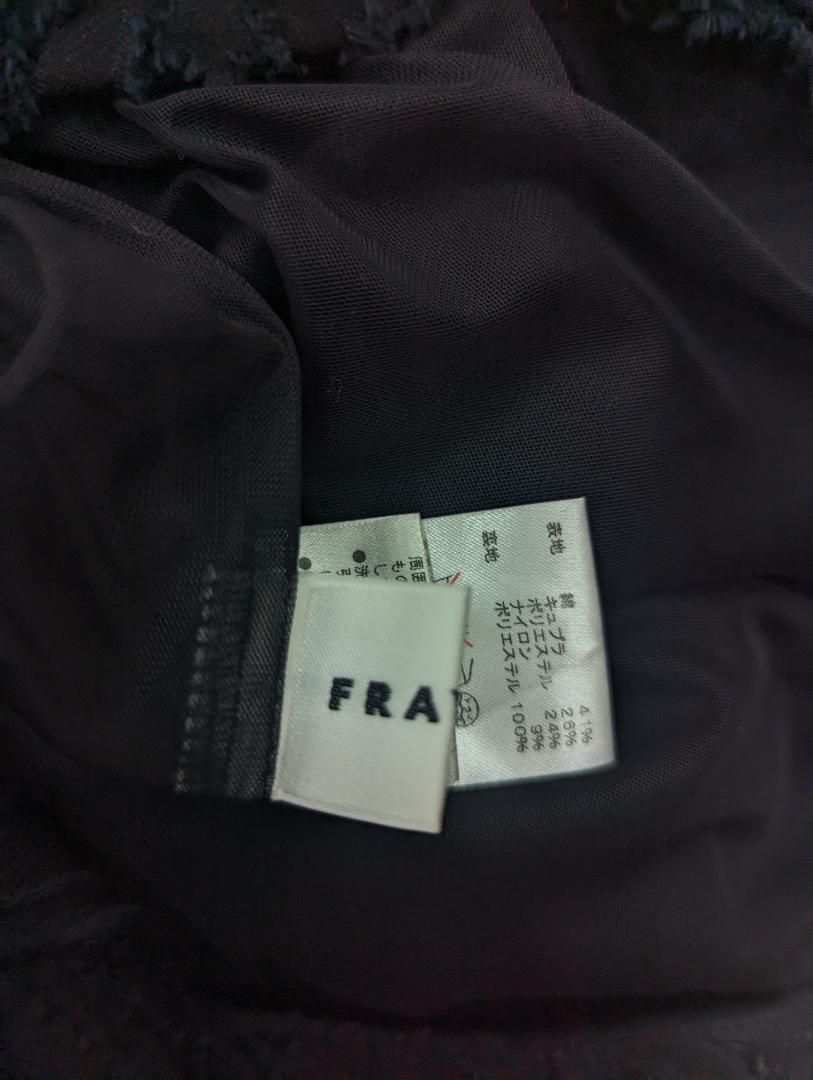 FRA
表地
綿 41%
キュプラ 26%
ポリエステル 24%
ナイロン 9%
裏地
ポリエステル 100%